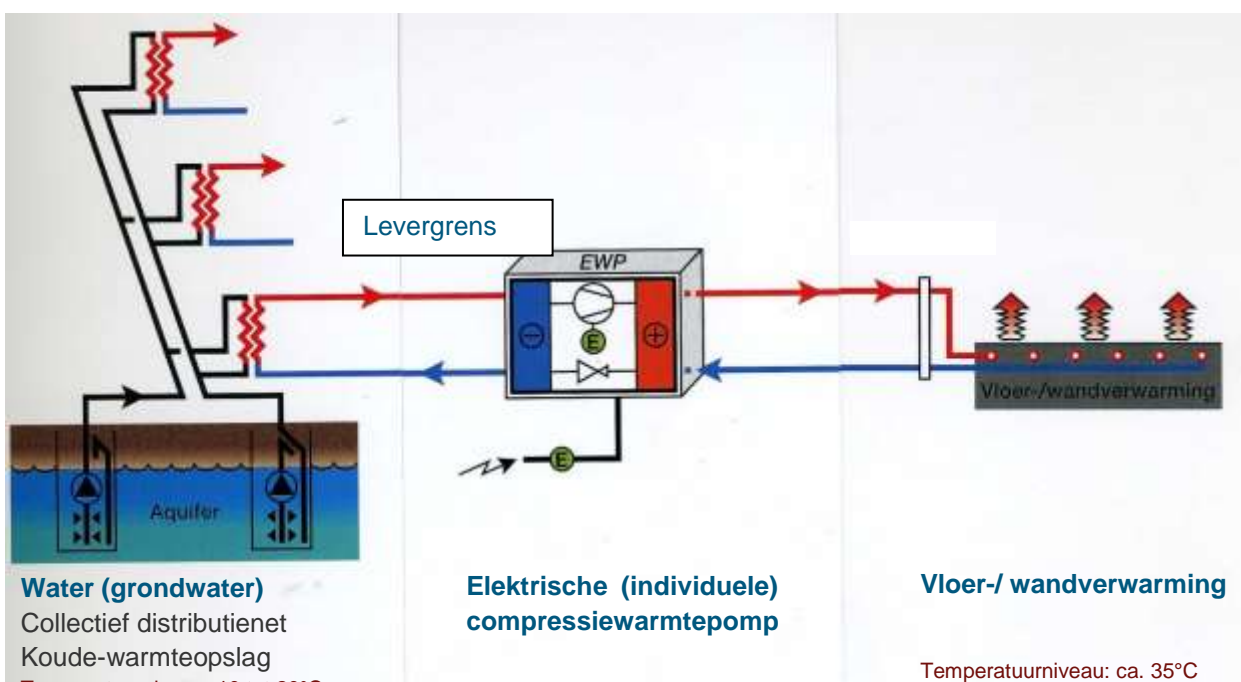 Levergrens
EWP
E
E
Vloer-/wandverwarming
Aquifer
Water (grondwater)
Collectief distributienet
Koude-warmteopslag
Elektrische (individuele)
compressiewarmtepomp
Vloer-/ wandverwarming
Temperatuurniveau: ca. 35°C